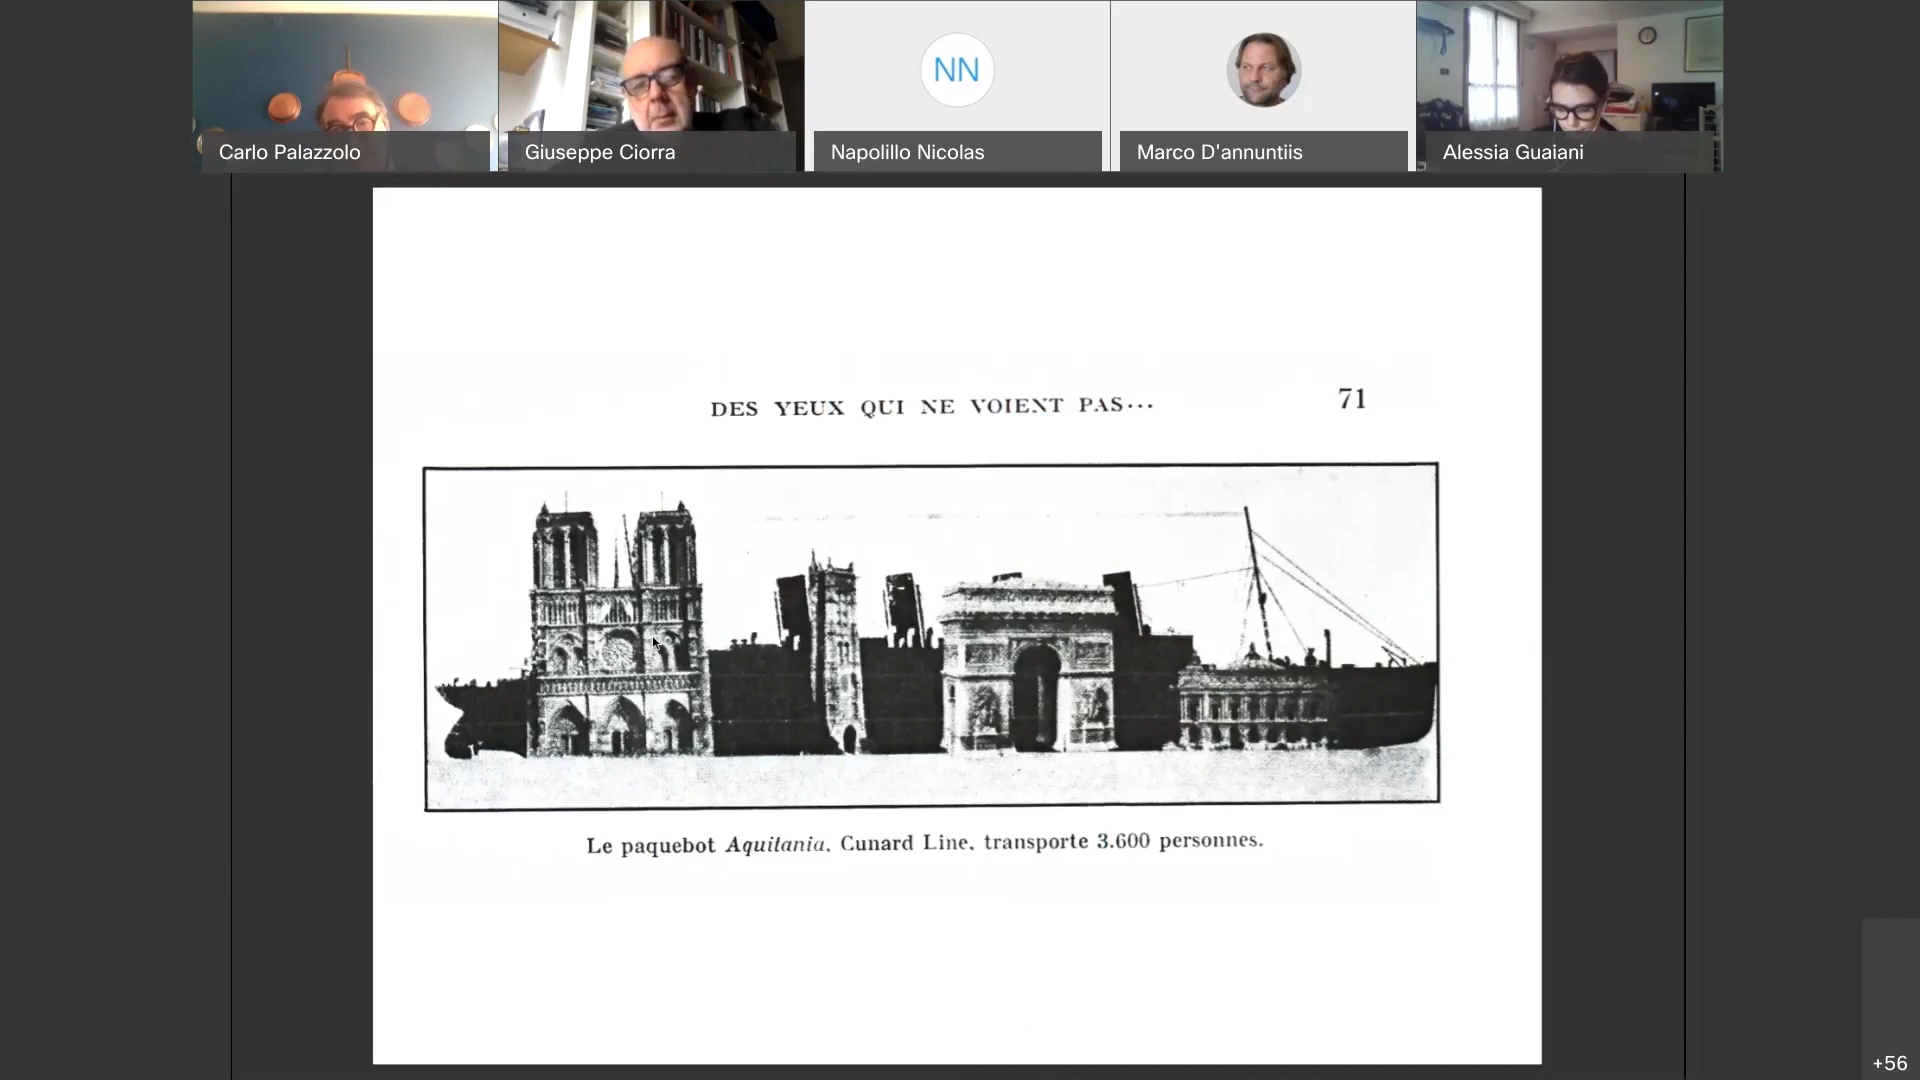 NN
Carlo Palazzolo
Giuseppe Ciorra
Napolillo Nicolas
Marco D'annuntiis
Alessia Guaiani
DES YEUX QUI NE VOIENT PAS... 71
Le paquebot Aquitania, Cunard Line, transporte 3.600 personnes.
+56